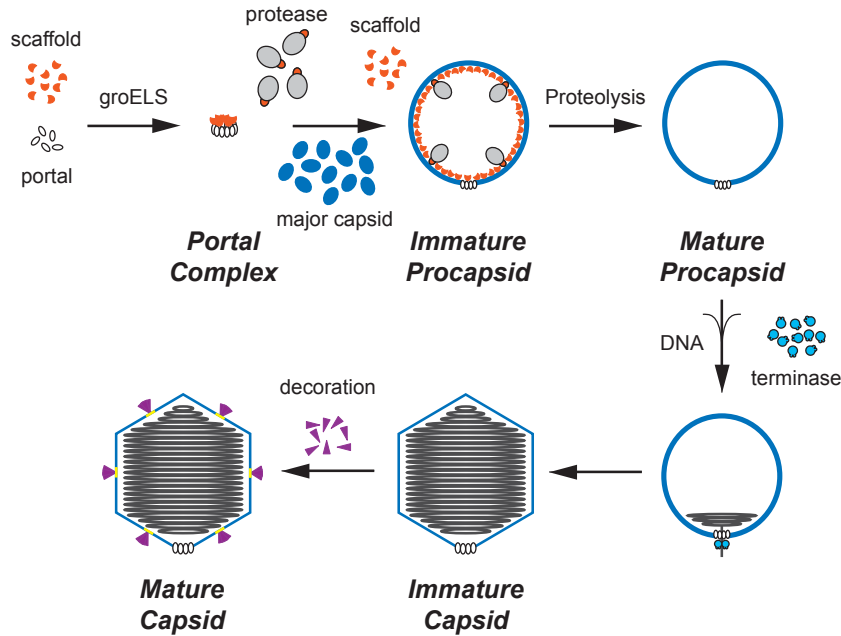 protease
scaffold
scaffold
groELS
Proteolysis
portal
major capsid
Portal
Complex
Immature
Procapsid
Mature
Procapsid
DNA
terminase
decoration
Mature
Capsid
Immature
Capsid